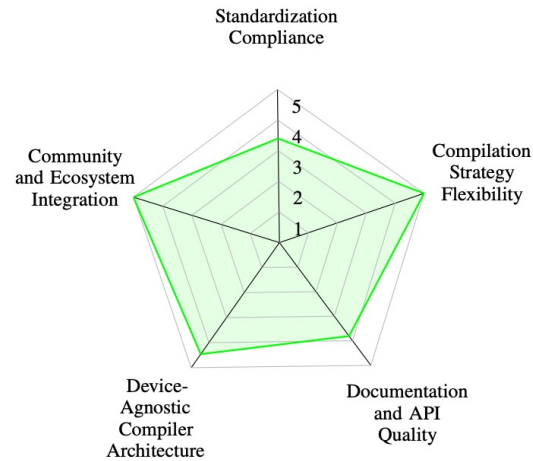 Standardization
Compliance
5
4
3
2
1
Compilation
Strategy
Flexibility
Community
and Ecosystem
Integration
Device-
Agnostic
Compiler
Architecture
Documentation
and API
Quality